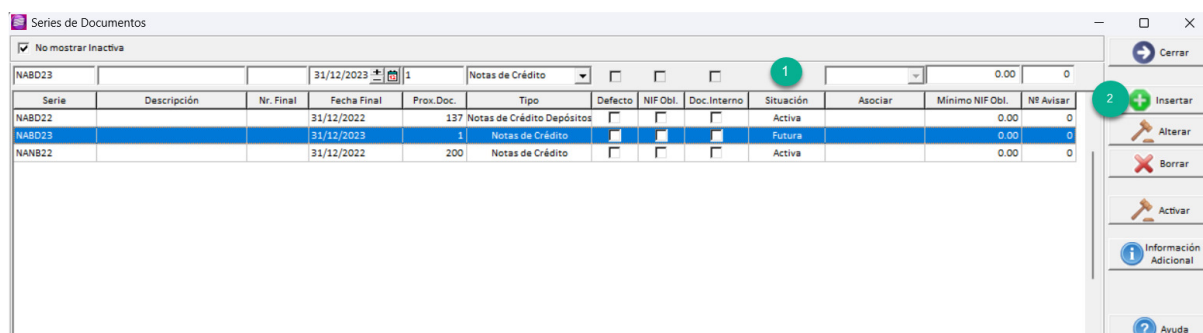 Series de Documentos
No mostrar Inactiva
Cerrar
NABD23 31/12/2023 1 Notas de Crédito 1 0.00 0
Serie Descripción Nr. Final Fecha Final Prox.Doc. Tipo Defecto NIF Obl. Doc.Interno Situación Asociar Mínimo NIF Obl. Nº Avisar
2 Insertar
NABD22 31/12/2022 137 Notas de Crédito Depósitos Activa 0.00 0
NABD23 31/12/2023 1 Notas de Crédito Futura 0.00 0
Alterar
NANB22 31/12/2022 200 Notas de Crédito Activa 0.00 0
Borrar
Activar
Información
Adicional
Ayuda